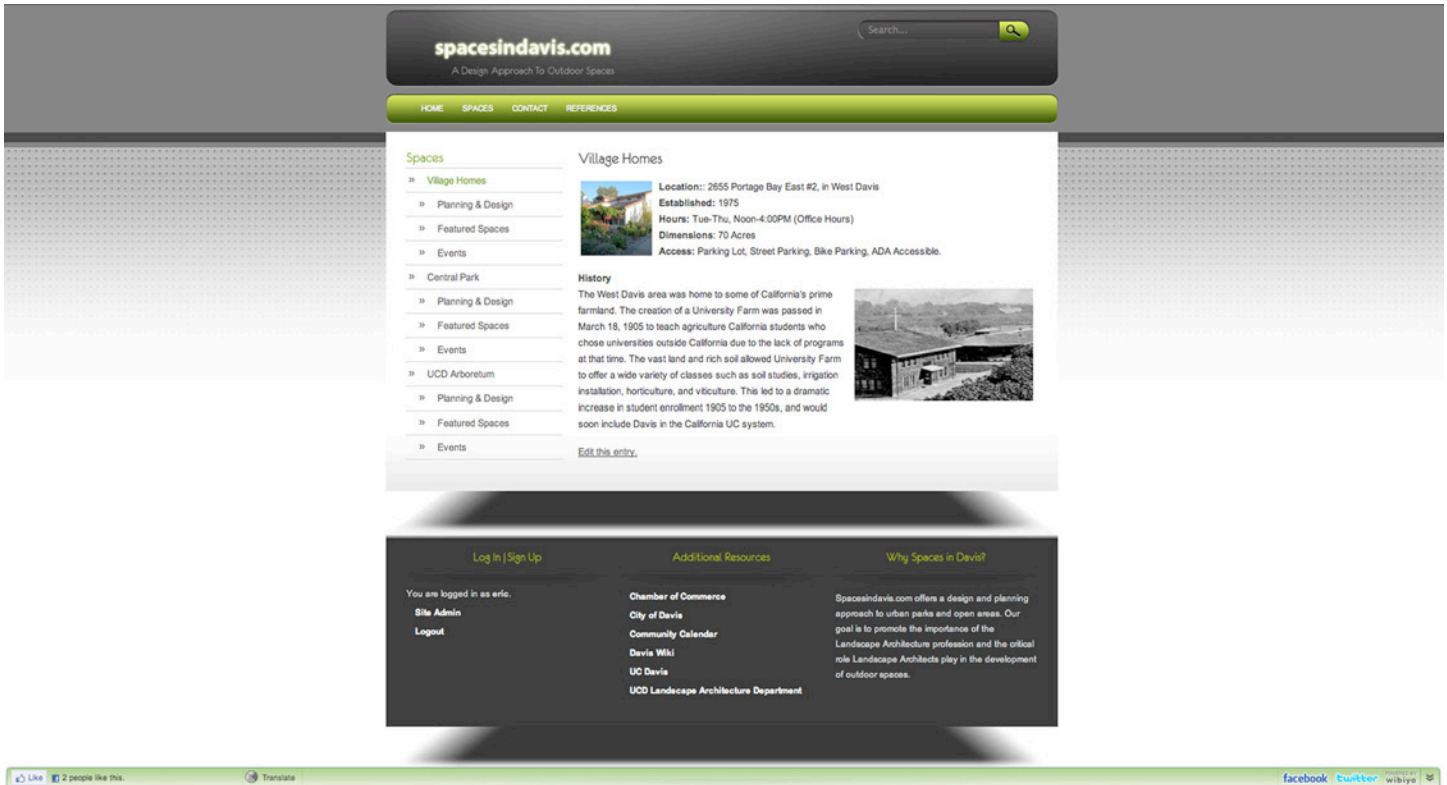 spacesindavis.com
A Design Approach To Outdoor Spaces
Search...
HOME SPACES CONTACT REFERENCES
Spaces
» Village Homes
» Planning & Design
» Featured Spaces
» Events
» Central Park
» Planning & Design
» Featured Spaces
» Events
» UCD Arboretum
» Planning & Design
» Featured Spaces
» Events
Village Homes
Location:: 2655 Portage Bay East #2, in West Davis
Established: 1975
Hours: Tue-Thu, Noon-4:00PM (Office Hours)
Dimensions: 70 Acres
Access: Parking Lot, Street Parking, Bike Parking, ADA Accessible.
History
The West Davis area was home to some of California's prime
farmland. The creation of a University Farm was passed in
March 18, 1905 to teach agriculture California students who
chose universities outside California due to the lack of programs
at that time. The vast land and rich soil allowed University Farm
to offer a wide variety of classes such as soil studies, irrigation
installation, horticulture, and viticulture. This led to a dramatic
increase in student enrollment 1905 to the 1950s, and would
soon include Davis in the California UC system.
Edit this entry.
Log In | Sign Up
You are logged in as eric.
Site Admin
Logout
Additional Resources
Chamber of Commerce
City of Davis
Community Calendar
Davis Wiki
UC Davis
UCD Landscape Architecture Department
Why Spaces in Davis?
Spacesindavis.com offers a design and planning
approach to urban parks and open areas. Our
goal is to promote the importance of the
Landscape Architecture profession and the critical
role Landscape Architects play in the development
of outdoor spaces.
Like 2 people like this.
Translate
facebook twitter POWERED BY wibiya